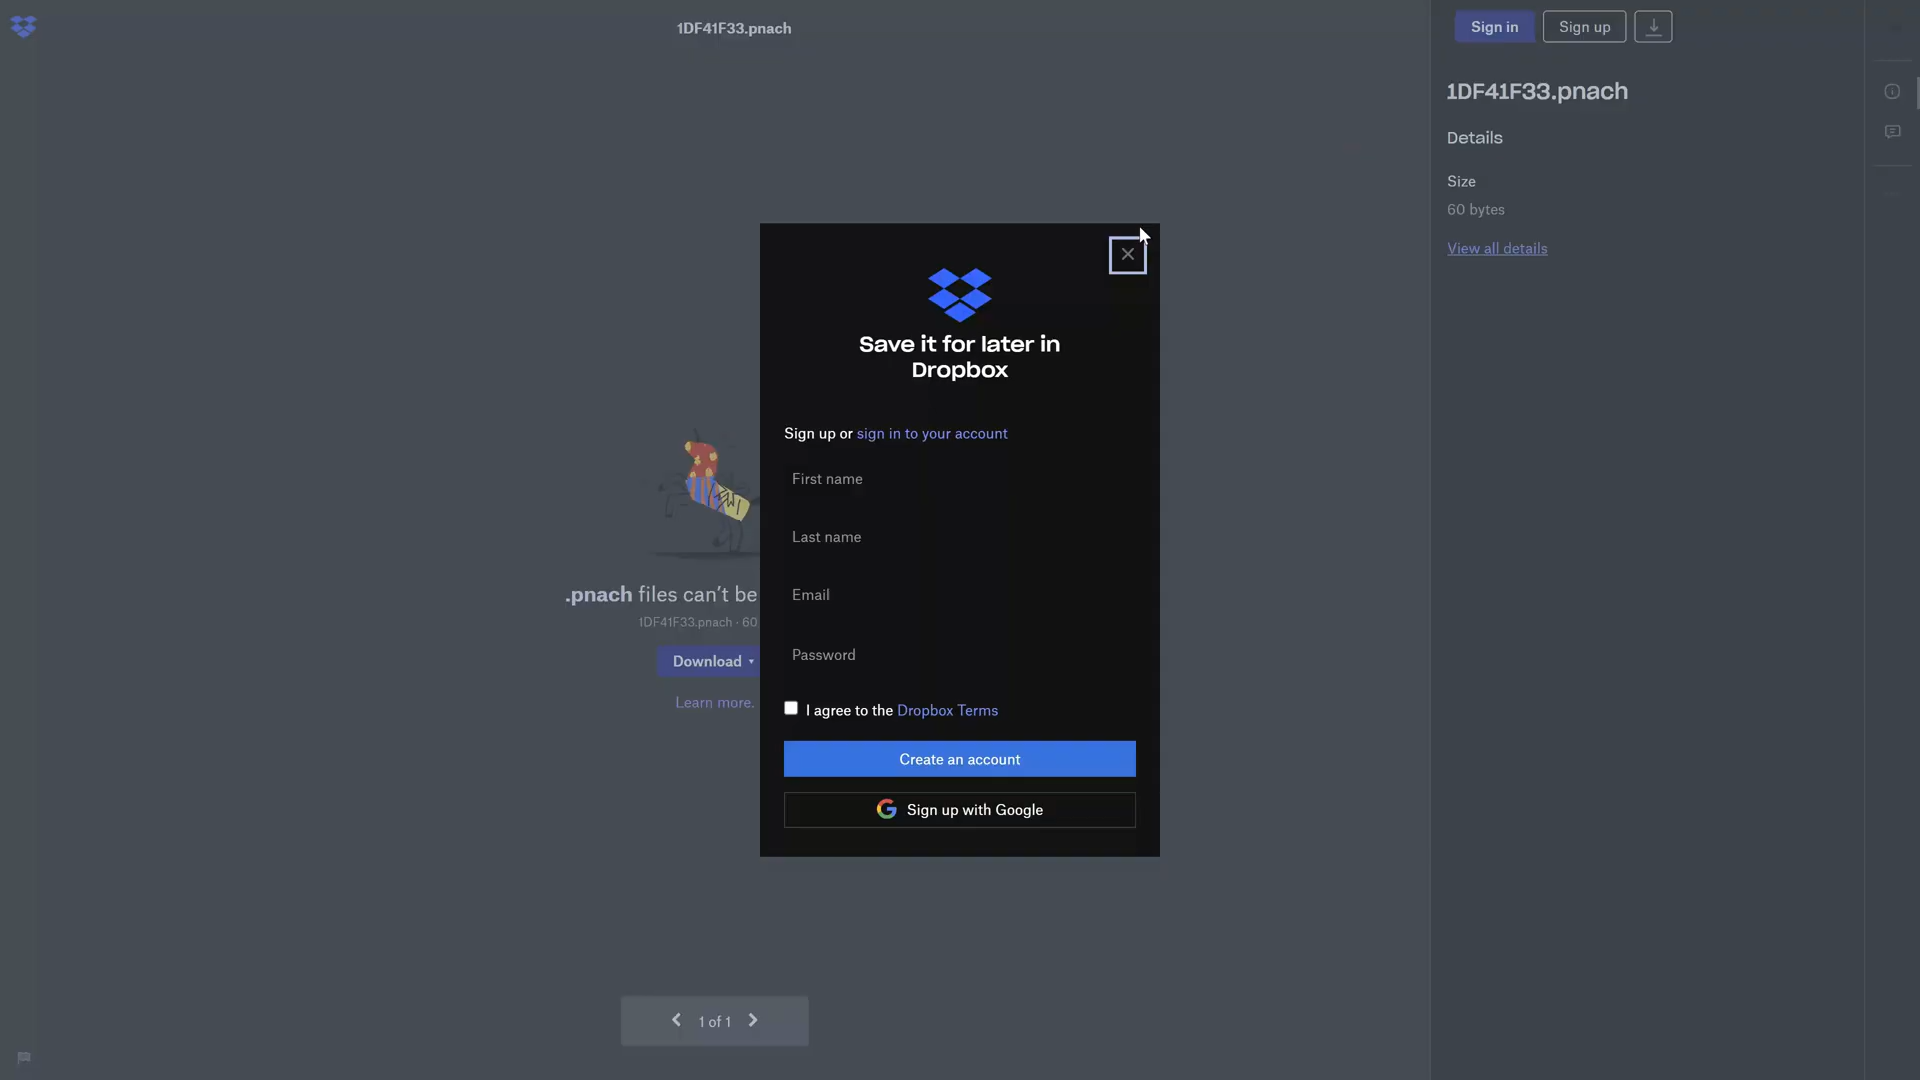 1DF41F33.pnach
Sign in
Sign up
1DF41F33.pnach
Details
Size
60 bytes
View all details
Save it for later in
Dropbox
Sign up or sign in to your account
First name
Last name
Email
Password
I agree to the Dropbox Terms
Create an account
Sign up with Google
.pnach files can't be
1DF41F33.pnach · 60
Download
Learn more.
1 of 1